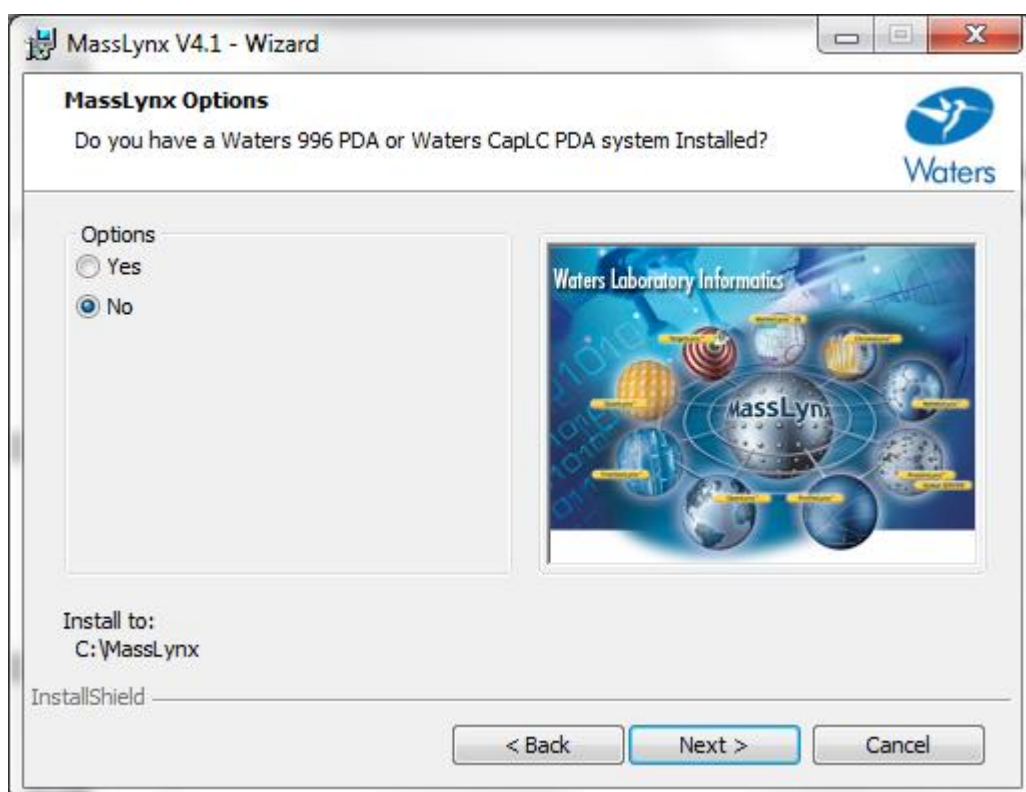 MassLynx V4.1 - Wizard
MassLynx Options
Do you have a Waters 996 PDA or Waters CapLC PDA system Installed?
Waters
Options
Yes
No
Waters Laboratory Informatics
MassLynx
Install to:
C:\MassLynx
InstallShield
< Back
Next >
Cancel